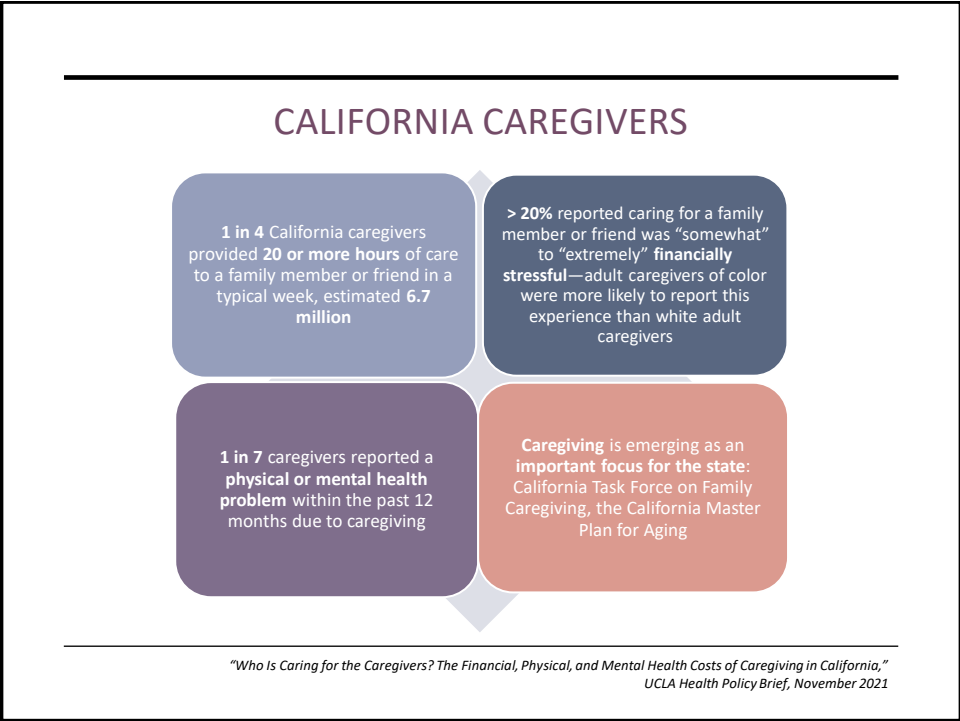 CALIFORNIA CAREGIVERS
1 in 4 California caregivers
provided 20 or more hours of care
to a family member or friend in a
typical week, estimated 6.7
million
> 20% reported caring for a family
member or friend was “somewhat”
to “extremely” financially
stressful—adult caregivers of color
were more likely to report this
experience than white adult
caregivers
1 in 7 caregivers reported a
physical or mental health
problem within the past 12
months due to caregiving
Caregiving is emerging as an
important focus for the state:
California Task Force on Family
Caregiving, the California Master
Plan for Aging
“Who Is Caring for the Caregivers? The Financial, Physical, and Mental Health Costs of Caregiving in California,”
UCLA Health Policy Brief, November 2021